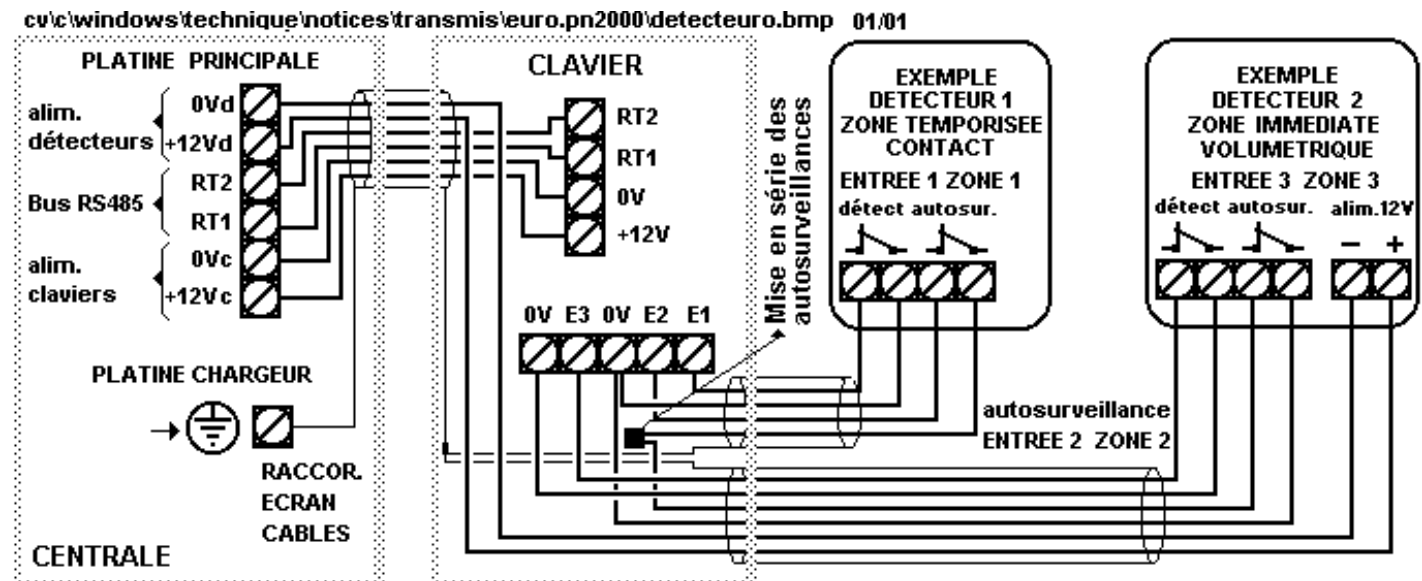 cv\c\windows\technique\notices\transmis\euro.pn2000\detecteuro.bmp 01/01
PLATINE PRINCIPALE
alim.
détecteurs
0Vd
+12Vd
Bus RS485
RT2
RT1
alim.
claviers
0Vc
+12Vc
PLATINE CHARGEUR
RACCOR.
ECRAN
CABLES
CENTRALE
CLAVIER
RT2
RT1
0V
+12V
0V E3 0V E2 E1
Mise en série des
autosurveillances
EXEMPLE
DETECTEUR 1
ZONE TEMPORISEE
CONTACT
ENTREE 1 ZONE 1
détect autosur.
EXEMPLE
DETECTEUR 2
ZONE IMMEDIATE
VOLUMETRIQUE
ENTREE 3 ZONE 3
détect autosur. alim.12V
– +
autosurveillance
ENTREE 2 ZONE 2